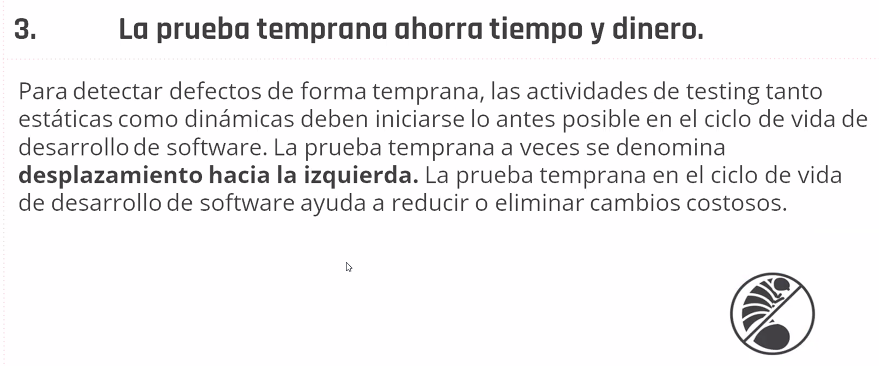 3. La prueba temprana ahorra tiempo y dinero.
Para detectar defectos de forma temprana, las actividades de testing tanto
estáticas como dinámicas deben iniciarse lo antes posible en el ciclo de vida de
desarrollo de software. La prueba temprana a veces se denomina
desplazamiento hacia la izquierda. La prueba temprana en el ciclo de vida
de desarrollo de software ayuda a reducir o eliminar cambios costosos.